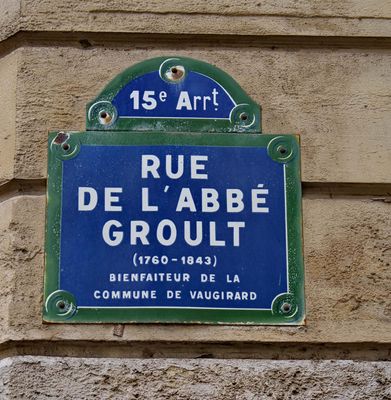 15e Arrt.
RUE
DE L'ABBÉ
GROULT
(1760-1843)
BIENFAITEUR DE LA
COMMUNE DE VAUGIRARD